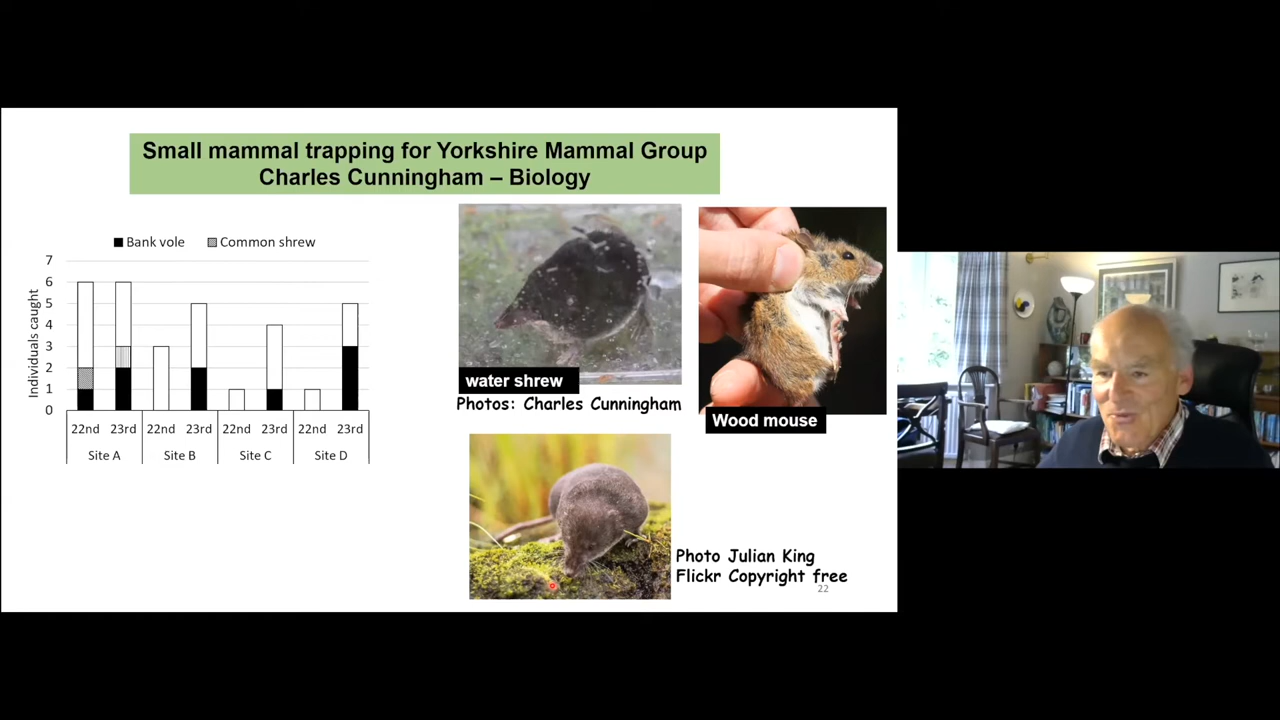 Small mammal trapping for Yorkshire Mammal Group
Charles Cunningham – Biology
Bank vole Common shrew
Individuals caught
7
6
5
4
3
2
1
0
22nd 23rd 22nd 23rd 22nd 23rd 22nd 23rd
Site A Site B Site C Site D
water shrew
Photos: Charles Cunningham
Wood mouse
Photo Julian King
Flickr Copyright free
22